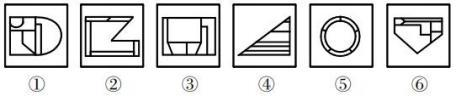 ① ② ③ ④ ⑤ ⑥